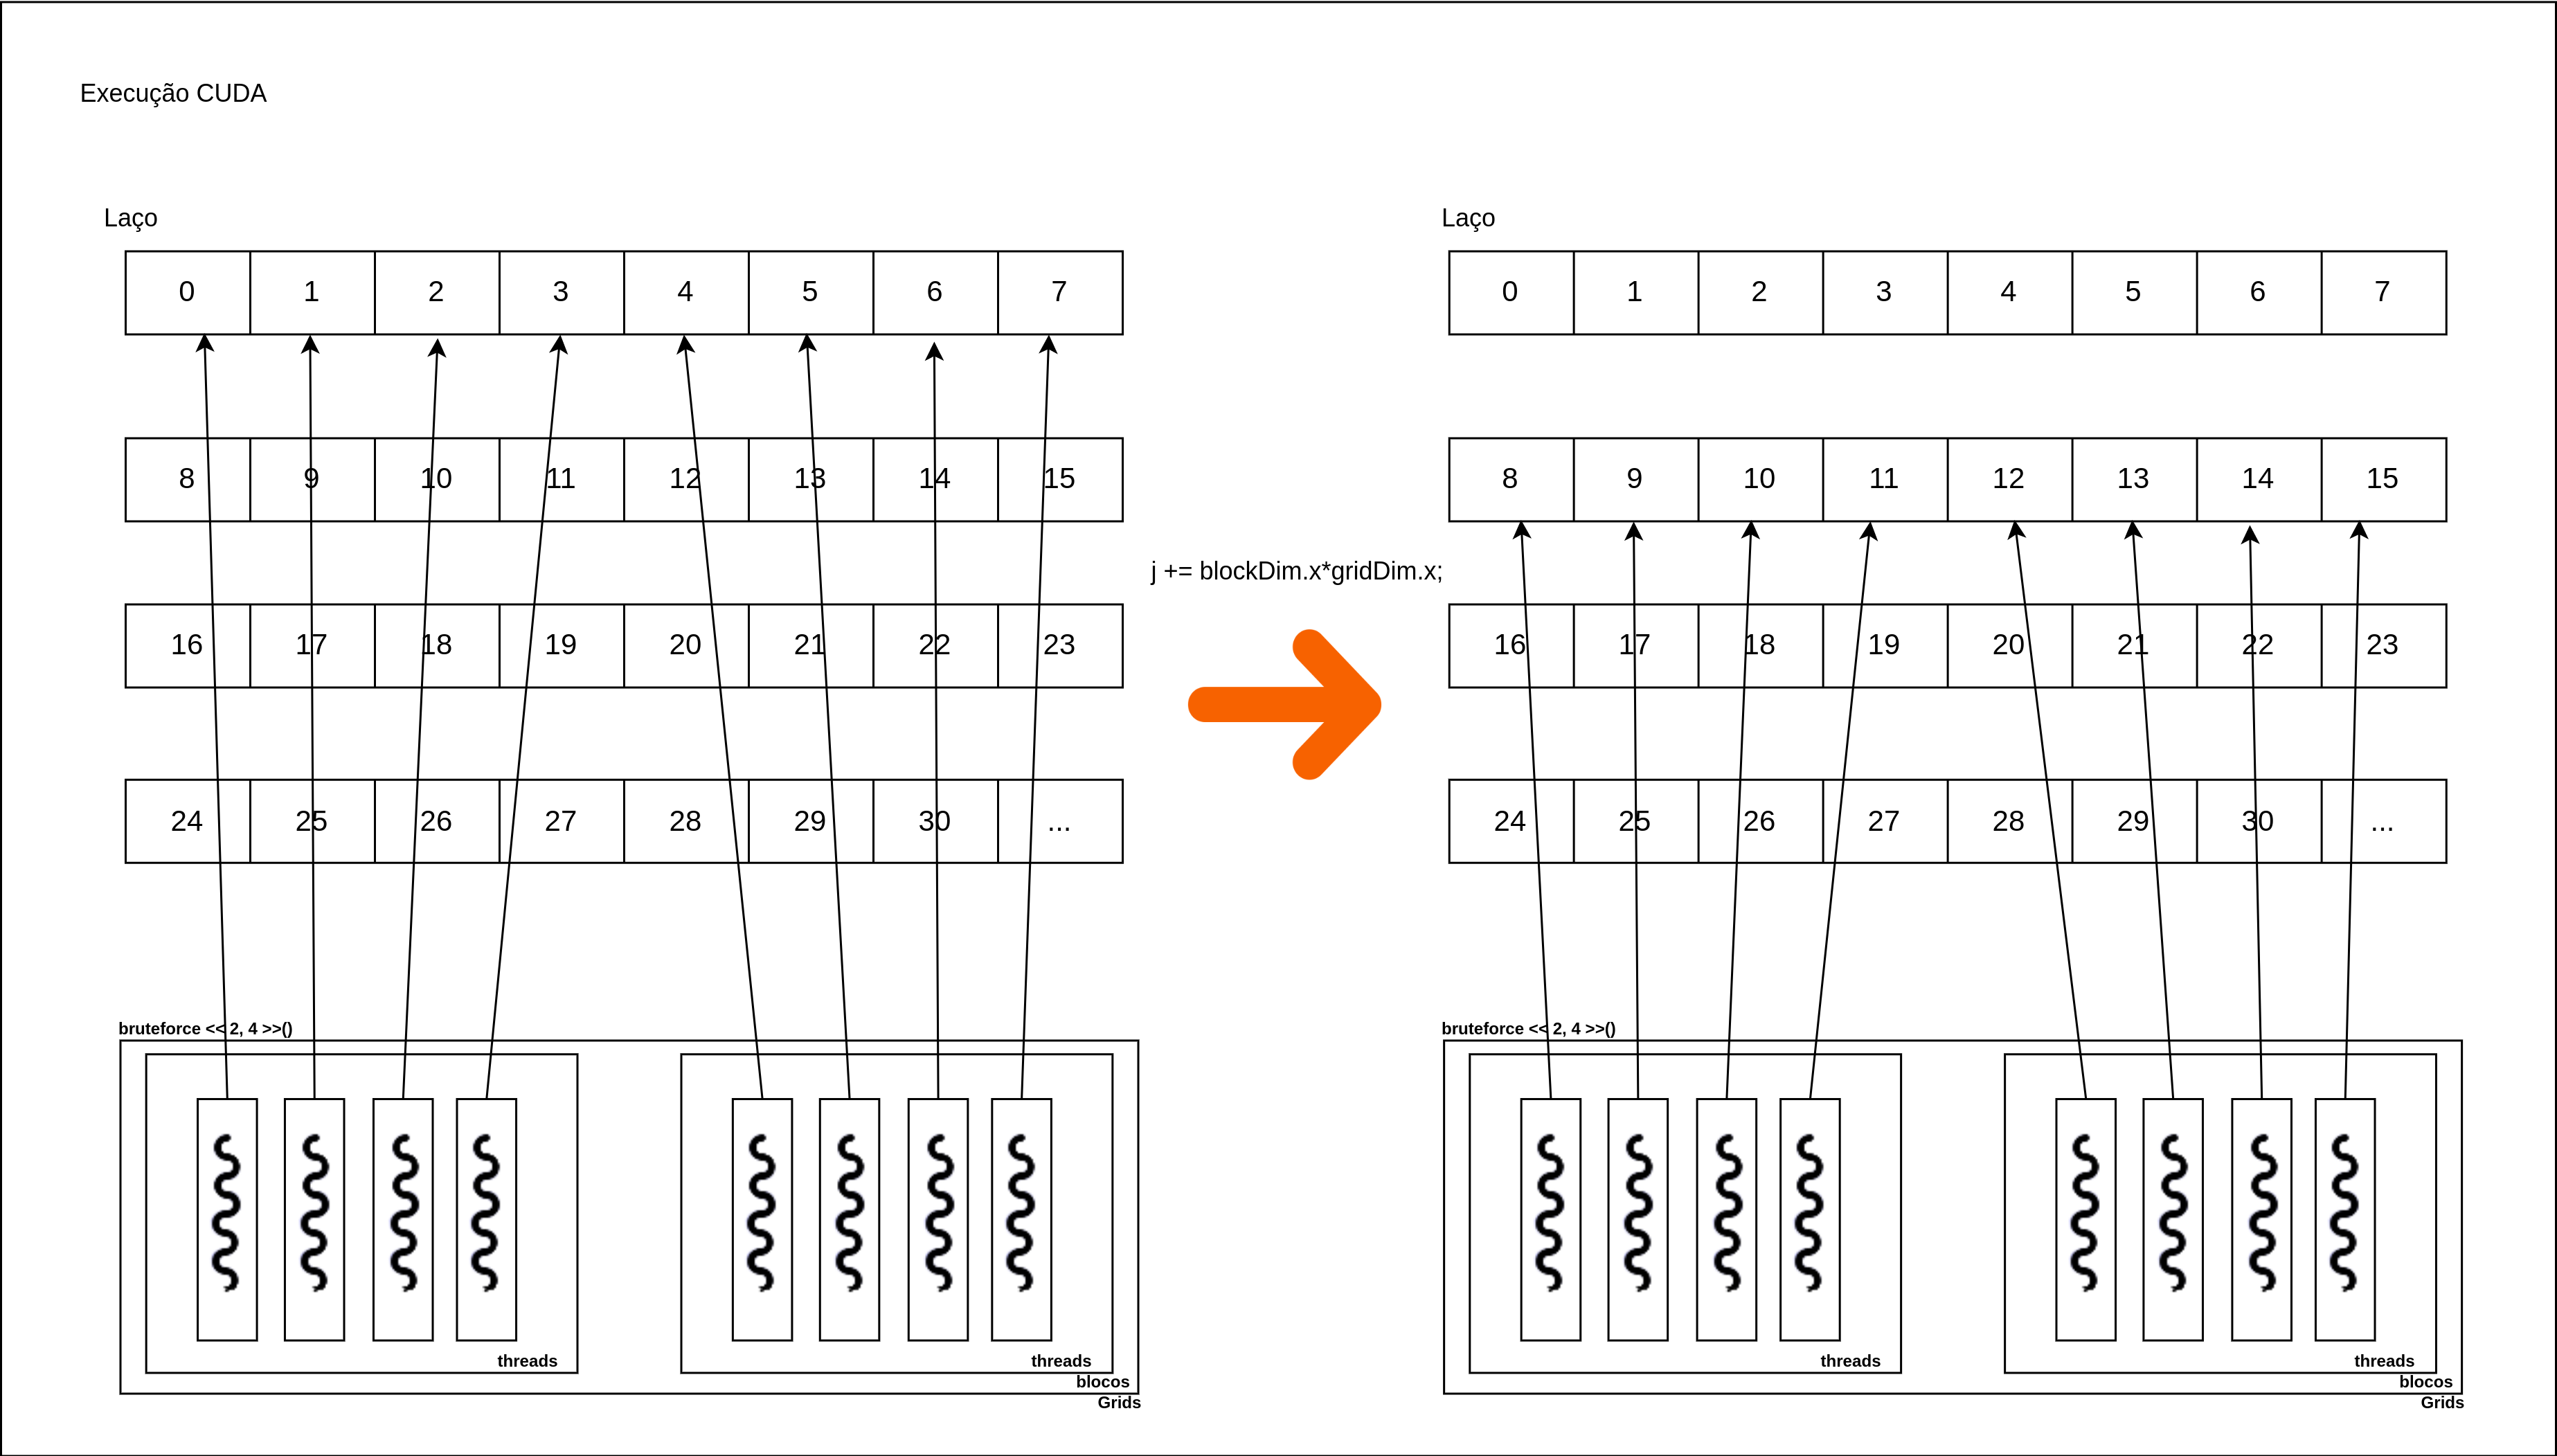 Execução CUDA
Laço
0 1 2 3 4 5 6 7
8 9 10 11 12 13 14 15
16 17 18 19 20 21 22 23
24 25 26 27 28 29 30 ...
bruteforce << 2, 4 >>()
threads
threads
blocos
Grids
j += blockDim.x*gridDim.x;
Laço
0 1 2 3 4 5 6 7
8 9 10 11 12 13 14 15
16 17 18 19 20 21 22 23
24 25 26 27 28 29 30 ...
bruteforce << 2, 4 >>()
threads
threads
blocos
Grids